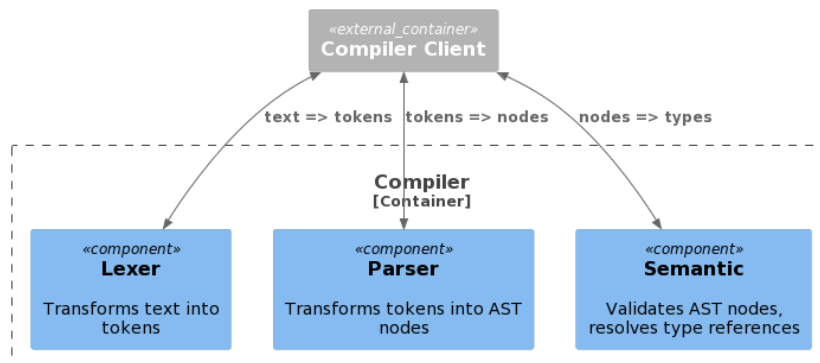 «external_container»
Compiler Client
text => tokens
tokens => nodes
nodes => types
Compiler
[Container]
«component»
Lexer
Transforms text into
tokens
«component»
Parser
Transforms tokens into AST
nodes
«component»
Semantic
Validates AST nodes,
resolves type references